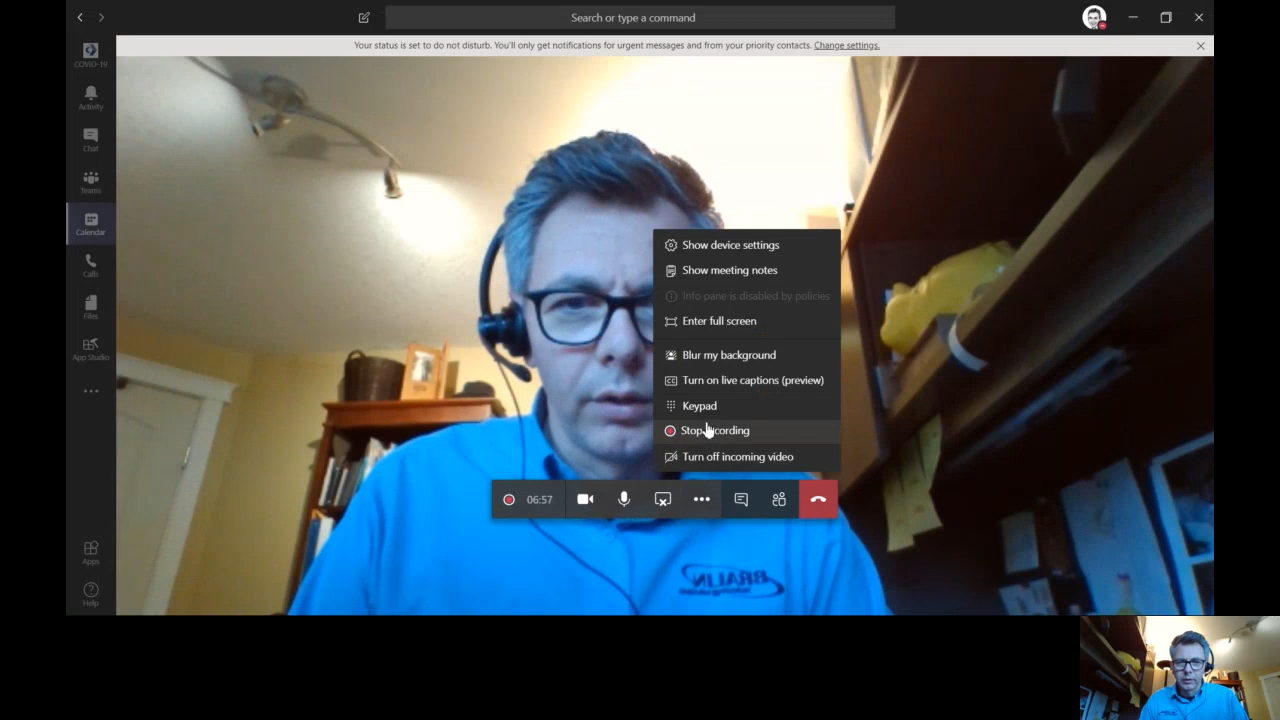 Search or type a command
Your status is set to do not disturb. You'll only get notifications for urgent messages and from your priority contacts. Change settings.
COVID-19
Activity
Chat
Teams
Calendar
Calls
Files
App Studio
Apps
Help
Show device settings
Show meeting notes
Info pane is disabled by policies
Enter full screen
Blur my background
CC Turn on live captions (preview)
Keypad
Stop recording
Turn off incoming video
06:57
BRALIN